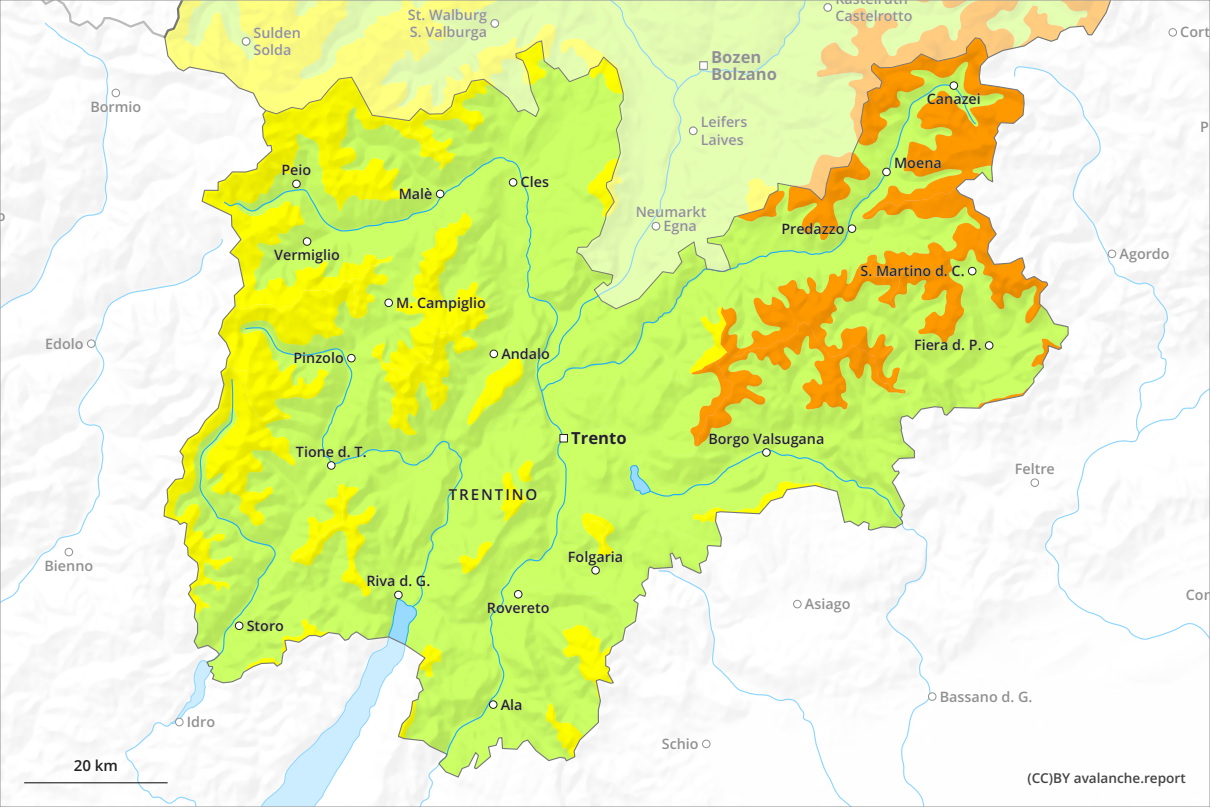 St. Walburg
S. Valburga
Kastelruth
Castelrotto
Sulden
Solda
Cort
Bozen
Bolzano
Bormio
Canazei
Leifers
Laives
P
Moena
Peio
Malè
Cles
Neumarkt
Egna
Predazzo
Vermiglio
Agordo
S. Martino d. C.
M. Campiglio
Edolo
Pinzolo
Andalo
Fiera d. P.
Trento
Borgo Valsugana
Tione d. T.
Feltre
TRENTINO
Bienno
Folgaria
Riva d. G.
Cor
Rovereto
Asiago
Storo
Bassano d. G.
Ala
Idro
Schio
20 km
(CC)BY avalanche.report